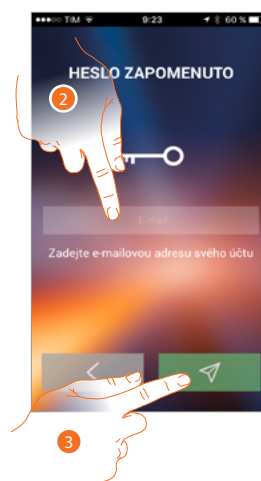 TIM 9:23 60 %
HESLO ZAPOMENUTO
2
E-mail
Zadejte e-mailovou adresu svého účtu
3